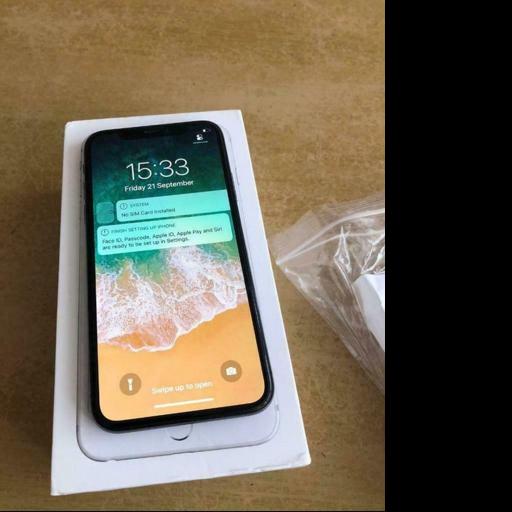 15:33
Friday 21 September
SYSTEM
No SIM Card Installed
FINISH SETTING UP IPHONE
Face ID, Passcode, Apple ID, Apple Pay and Siri
are ready to be set up in Settings.
Swipe up to open